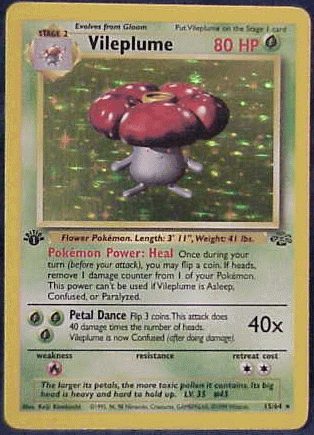 Evolves from Gloom
Put Vileplume on the Stage 1 card
STAGE 2
Vileplume 80 HP
1
EDITION
Flower Pokémon. Length: 3' 11", Weight: 41 lbs.
Pokémon Power: Heal Once during your
turn (before your attack), you may flip a coin. If heads,
remove 1 damage counter from 1 of your Pokémon.
This power can't be used if Vileplume is Asleep,
Confused, or Paralyzed.
Petal Dance Flip 3 coins. This attack does
40 damage times the number of heads.
Vileplume is now Confused (after doing damage).
40x
weakness resistance retreat cost
The larger its petals, the more toxic pollen it contains. Its big
head is heavy and hard to hold up. LV. 35 #45
Illus. Kagemaru Himeno
15/64 ★